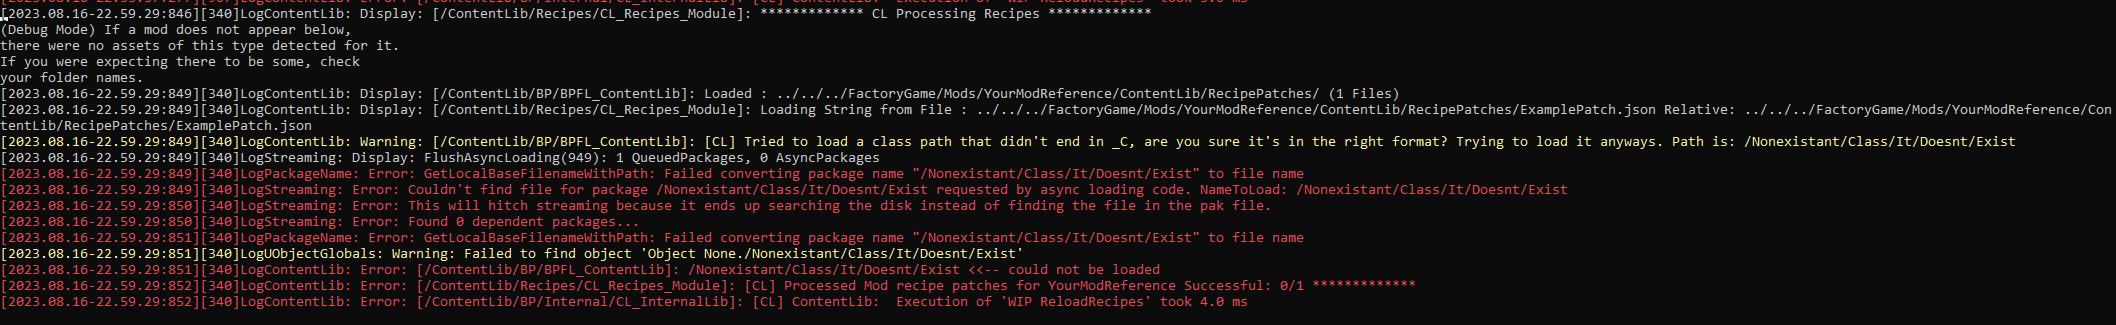 [2023.08.16-22.59.29:846][340]LogContentLib: Display: [/ContentLib/Recipes/CL_Recipes_Module]: ************* CL Processing Recipes *************
(Debug Mode) If a mod does not appear below,
there were no assets of this type detected for it.
If you were expecting there to be some, check
your folder names.
[2023.08.16-22.59.29:849][340]LogContentLib: Display: [/ContentLib/BP/BPFL_ContentLib]: Loaded : ../../../FactoryGame/Mods/YourModReference/ContentLib/RecipePatches/ (1 Files)
[2023.08.16-22.59.29:849][340]LogContentLib: Display: [/ContentLib/Recipes/CL_Recipes_Module]: Loading String from File : ../../../FactoryGame/Mods/YourModReference/ContentLib/RecipePatches/ExamplePatch.json Relative: ../../../FactoryGame/Mods/YourModReference/Con
tentLib/RecipePatches/ExamplePatch.json
[2023.08.16-22.59.29:849][340]LogContentLib: Warning: [/ContentLib/BP/BPFL_ContentLib]: [CL] Tried to load a class path that didn't end in _C, are you sure it's in the right format? Trying to load it anyways. Path is: /Nonexistant/Class/It/Doesnt/Exist
[2023.08.16-22.59.29:849][340]LogStreaming: Display: FlushAsyncLoading(949): 1 QueuedPackages, 0 AsyncPackages
[2023.08.16-22.59.29:849][340]LogPackageName: Error: GetLocalBaseFilenameWithPath: Failed converting package name "/Nonexistant/Class/It/Doesnt/Exist" to file name
[2023.08.16-22.59.29:849][340]LogStreaming: Error: Couldn't find file for package /Nonexistant/Class/It/Doesnt/Exist requested by async loading code. NameToLoad: /Nonexistant/Class/It/Doesnt/Exist
[2023.08.16-22.59.29:850][340]LogStreaming: Error: This will hitch streaming because it ends up searching the disk instead of finding the file in the pak file.
[2023.08.16-22.59.29:850][340]LogStreaming: Error: Found 0 dependent packages...
[2023.08.16-22.59.29:851][340]LogPackageName: Error: GetLocalBaseFilenameWithPath: Failed converting package name "/Nonexistant/Class/It/Doesnt/Exist" to file name
[2023.08.16-22.59.29:851][340]LogUObjectGlobals: Warning: Failed to find object 'Object None./Nonexistant/Class/It/Doesnt/Exist'
[2023.08.16-22.59.29:851][340]LogContentLib: Error: [/ContentLib/BP/BPFL_ContentLib]: /Nonexistant/Class/It/Doesnt/Exist <<-- could not be loaded
[2023.08.16-22.59.29:852][340]LogContentLib: Error: [/ContentLib/Recipes/CL_Recipes_Module]: [CL] Processed Mod recipe patches for YourModReference Successful: 0/1 *************
[2023.08.16-22.59.29:852][340]LogContentLib: Error: [/ContentLib/BP/Internal/CL_InternalLib]: [CL] ContentLib:  Execution of 'WIP ReloadRecipes' took 4.0 ms